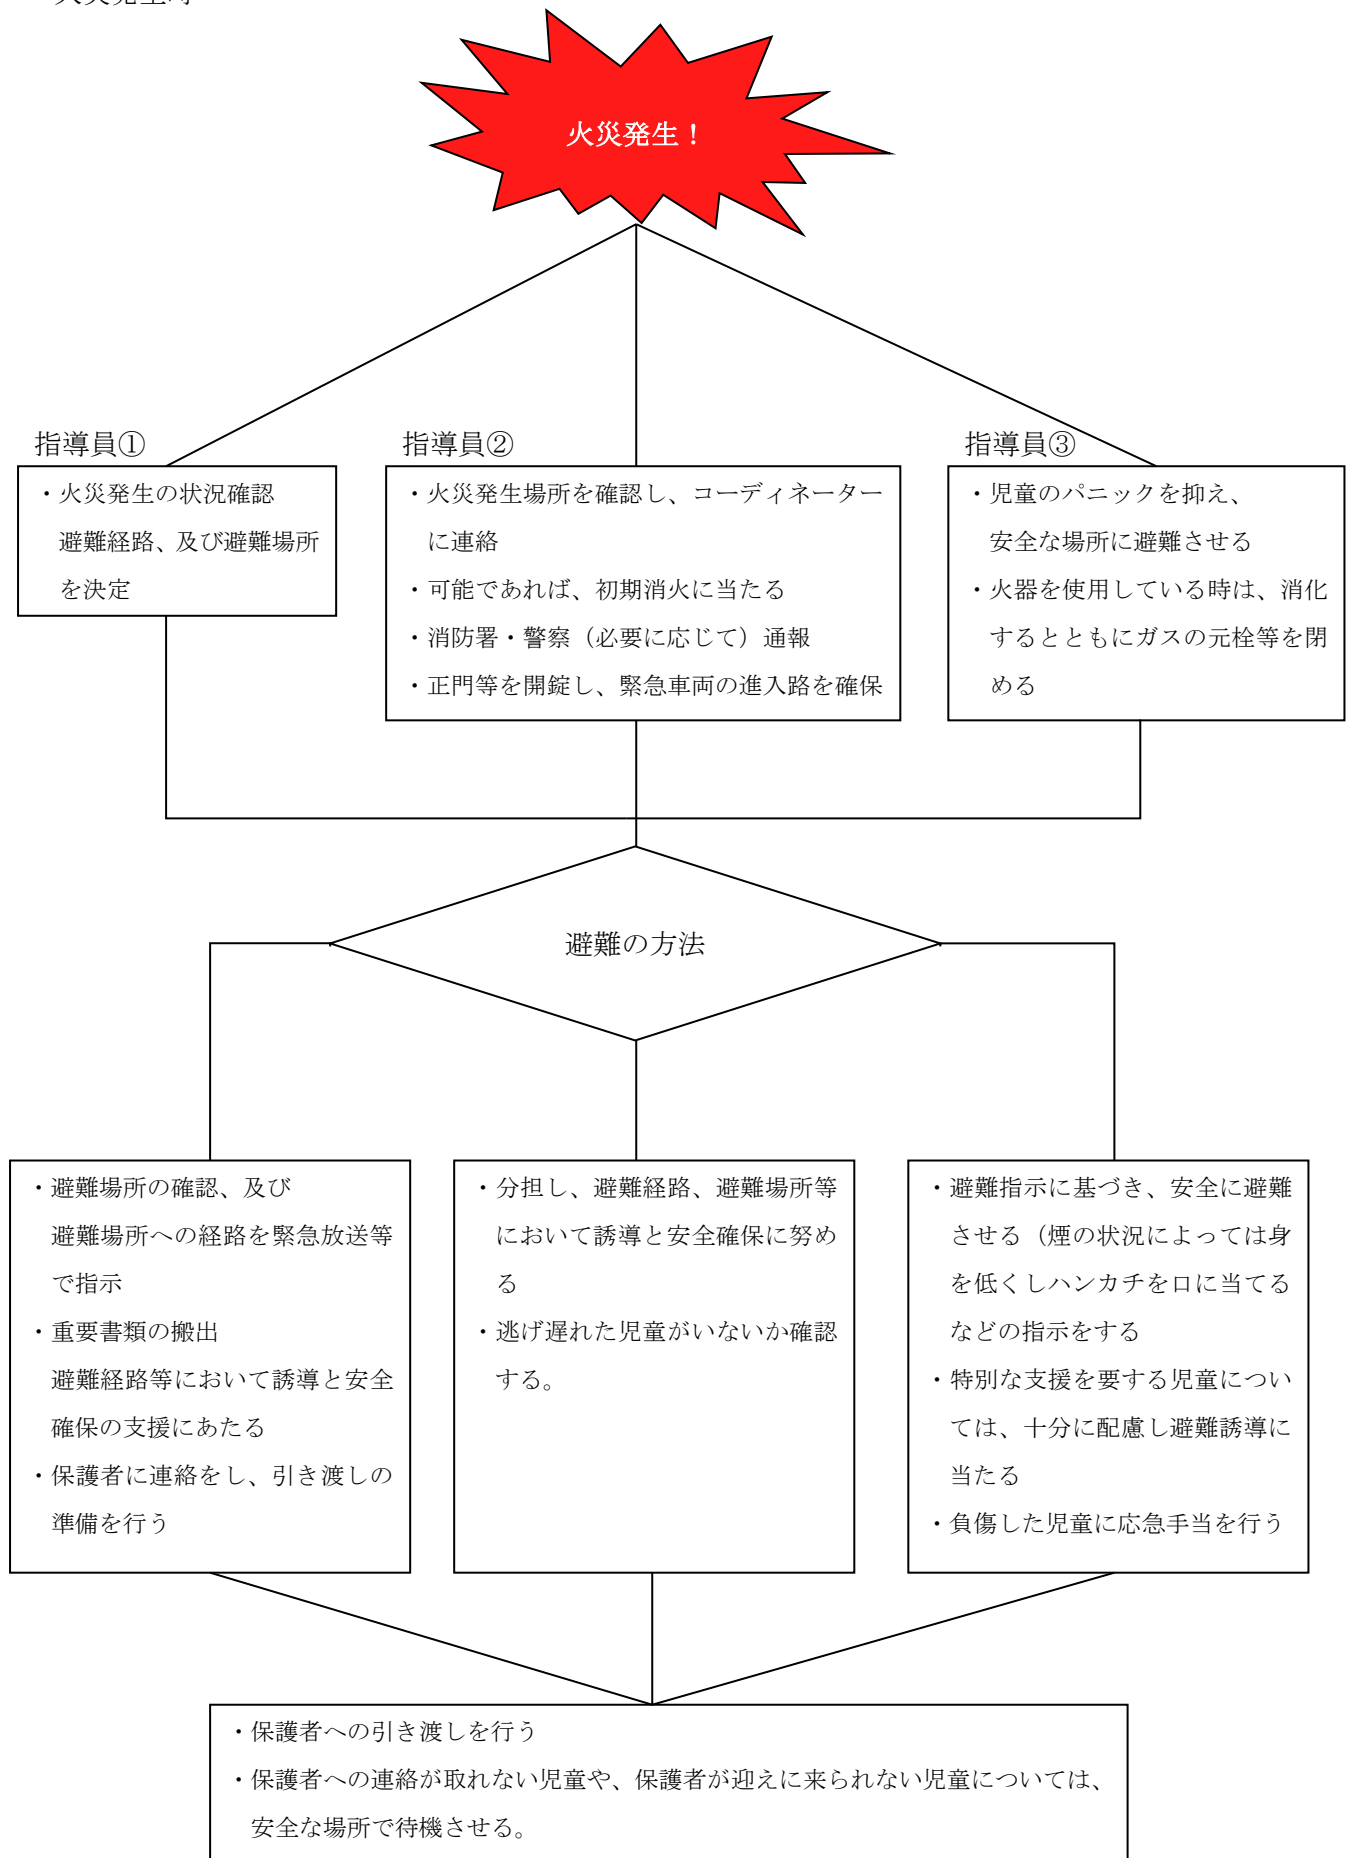 火災発生！
指導員①
・火災発生の状況確認
避難経路、及び避難場所
を決定
指導員②
・火災発生場所を確認し、コーディネーター
に連絡
・可能であれば、初期消火に当たる
・消防署・警察（必要に応じて）通報
・正門等を開錠し、緊急車両の進入路を確保
指導員③
・児童のパニックを抑え、
安全な場所に避難させる
・火器を使用している時は、消化
するとともにガスの元栓等を閉
める
避難の方法
・避難場所の確認、及び
避難場所への経路を緊急放送等
で指示
・重要書類の搬出
避難経路等において誘導と安全
確保の支援にあたる
・保護者に連絡をし、引き渡しの
準備を行う
・分担し、避難経路、避難場所等
において誘導と安全確保に努め
る
・逃げ遅れた児童がいないか確認
する。
・避難指示に基づき、安全に避難
させる（煙の状況によっては身
を低くしハンカチを口に当てる
などの指示をする
・特別な支援を要する児童につい
ては、十分に配慮し避難誘導に
当たる
・負傷した児童に応急手当を行う
・保護者への引き渡しを行う
・保護者への連絡が取れない児童や、保護者が迎えに来られない児童については、
安全な場所で待機させる。